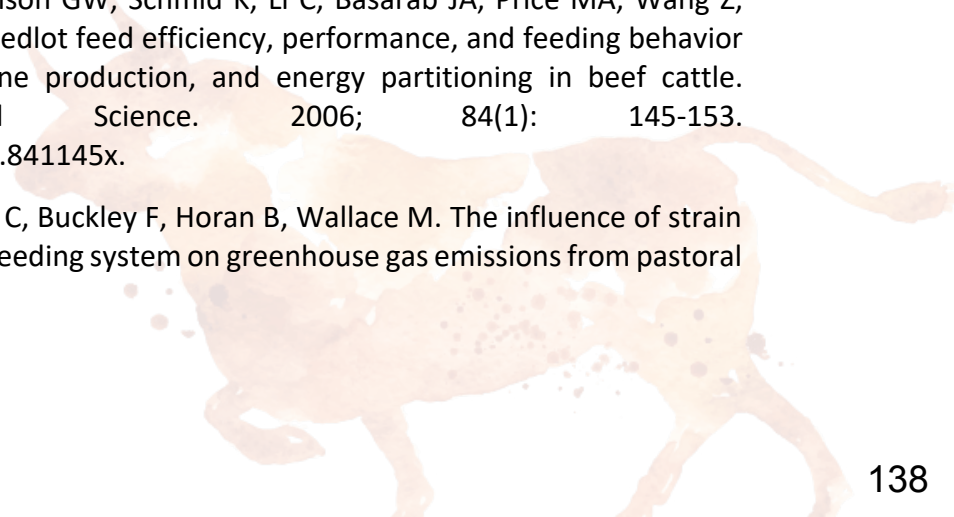 nson GW, Schmid K, Li C, Basarab JA, Price MA, Wang Z,
edlot feed efficiency, performance, and feeding behavior
ne production, and energy partitioning in beef cattle.
l Science. 2006; 84(1): 145-153.
.841145x.
C, Buckley F, Horan B, Wallace M. The influence of strain
eeding system on greenhouse gas emissions from pastoral
138